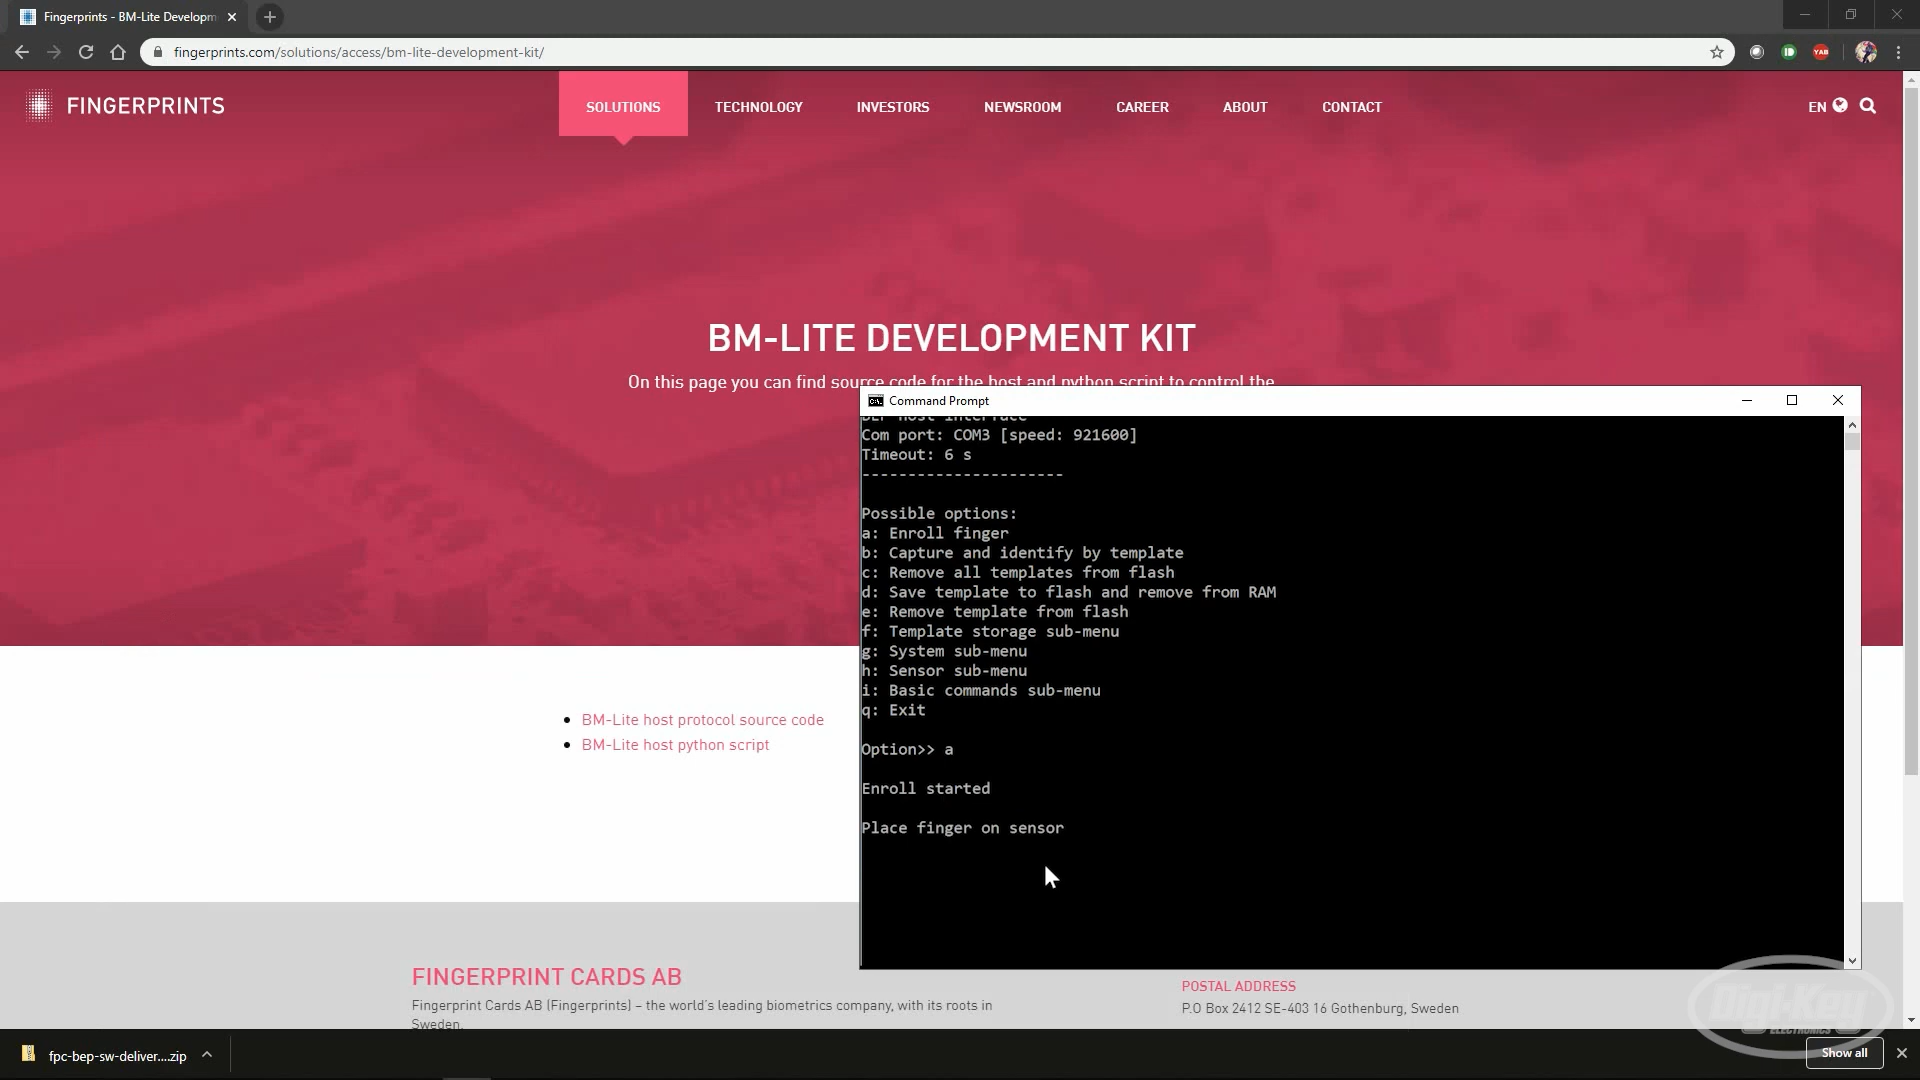 Fingerprints - BM-Lite Developm
fingerprints.com/solutions/access/bm-lite-development-kit/
FINGERPRINTS
SOLUTIONS
TECHNOLOGY
INVESTORS
NEWSROOM
CAREER
ABOUT
CONTACT
EN
BM-LITE DEVELOPMENT KIT
On this page you can find source code for the host and python script to control the
Command Prompt
BEP host interface
Com port: COM3 [speed: 921600]
Timeout: 6 s
----------------------
Possible options:
a: Enroll finger
b: Capture and identify by template
c: Remove all templates from flash
d: Save template to flash and remove from RAM
e: Remove template from flash
f: Template storage sub-menu
g: System sub-menu
h: Sensor sub-menu
i: Basic commands sub-menu
q: Exit
Option>> a
Enroll started
Place finger on sensor
BM-Lite host protocol source code
BM-Lite host python script
FINGERPRINT CARDS AB
Fingerprint Cards AB (Fingerprints) – the world's leading biometrics company, with its roots in
Sweden.
POSTAL ADDRESS
P.O Box 2412 SE-403 16 Gothenburg, Sweden
Digi-Key
ELECTRONICS
fpc-bep-sw-deliver....zip
Show all